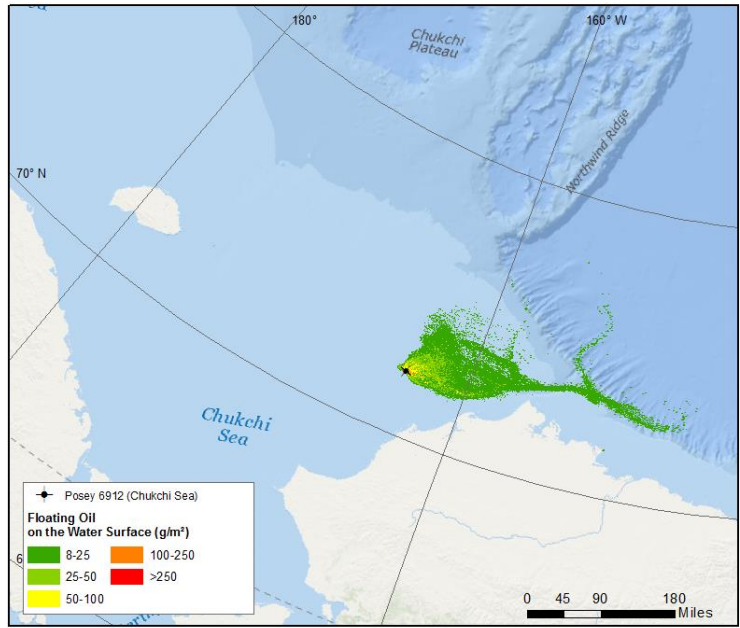 180°
160° W
Chukchi
Plateau
Northwind Ridge
70° N
Chukchi
Sea
Posey 6912 (Chukchi Sea)
Floating Oil
on the Water Surface (g/m²)
8-25
100-250
25-50
>250
50-100
0 45 90 180
Miles